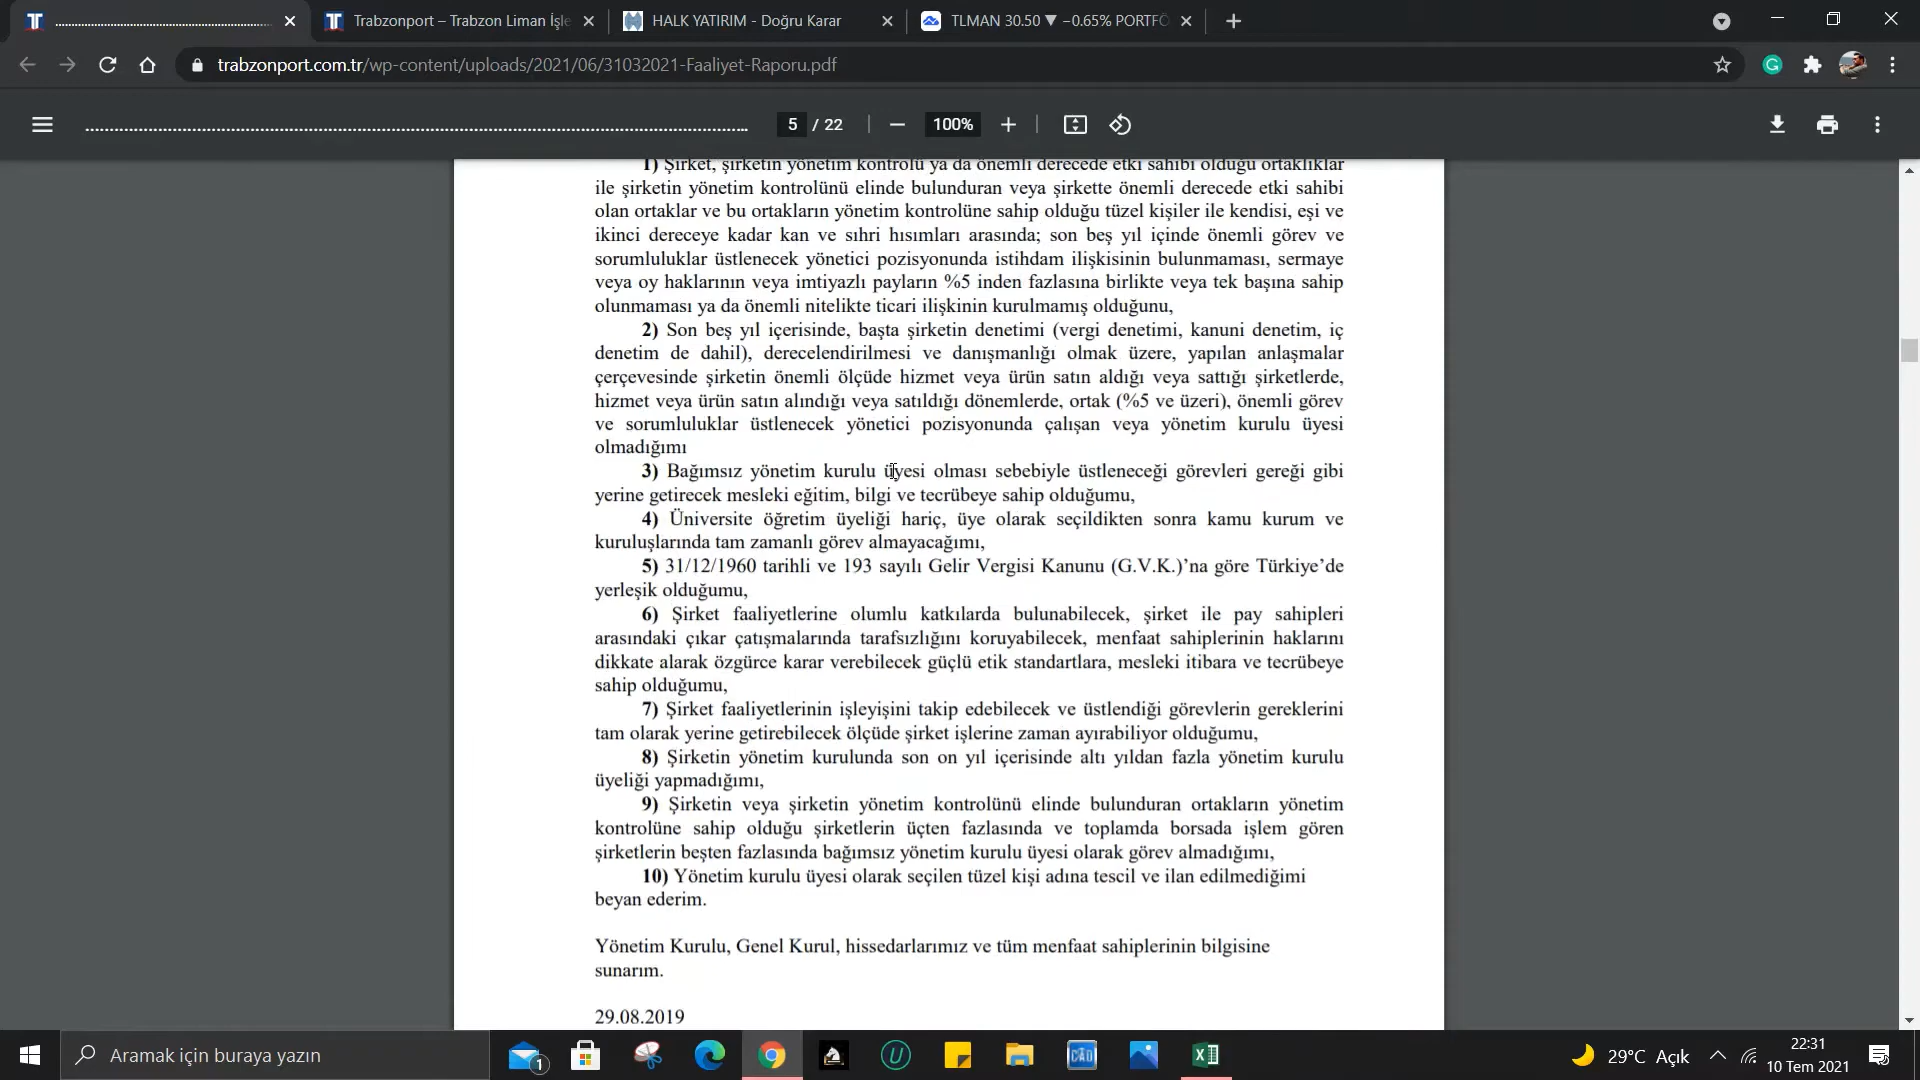 Trabzonport – Trabzon Liman İşle
HALK YATIRIM - Doğru Karar
TLMAN 30.50 ▼ −0.65% PORTFÖ
trabzonport.com.tr/wp-content/uploads/2021/06/31032021-Faaliyet-Raporu.pdf
5 / 22
100%
1) Şirket, şirketin yönetim kontrolü ya da önemli derecede etki sahibi olduğu ortaklıklar
ile şirketin yönetim kontrolünü elinde bulunduran veya şirkette önemli derecede etki sahibi
olan ortaklar ve bu ortakların yönetim kontrolüne sahip olduğu tüzel kişiler ile kendisi, eşi ve
ikinci dereceye kadar kan ve sıhri hısımları arasında; son beş yıl içinde önemli görev ve
sorumluluklar üstlenecek yönetici pozisyonunda istihdam ilişkisinin bulunmaması, sermaye
veya oy haklarının veya imtiyazlı payların %5 inden fazlasına birlikte veya tek başına sahip
olunmaması ya da önemli nitelikte ticari ilişkinin kurulmamış olduğunu,
2) Son beş yıl içerisinde, başta şirketin denetimi (vergi denetimi, kanuni denetim, iç
denetim de dahil), derecelendirilmesi ve danışmanlığı olmak üzere, yapılan anlaşmalar
çerçevesinde şirketin önemli ölçüde hizmet veya ürün satın aldığı veya sattığı şirketlerde,
hizmet veya ürün satın alındığı veya satıldığı dönemlerde, ortak (%5 ve üzeri), önemli görev
ve sorumluluklar üstlenecek yönetici pozisyonunda çalışan veya yönetim kurulu üyesi
olmadığımı
3) Bağımsız yönetim kurulu üyesi olması sebebiyle üstleneceği görevleri gereği gibi
yerine getirecek mesleki eğitim, bilgi ve tecrübeye sahip olduğumu,
4) Üniversite öğretim üyeliği hariç, üye olarak seçildikten sonra kamu kurum ve
kuruluşlarında tam zamanlı görev almayacağımı,
5) 31/12/1960 tarihli ve 193 sayılı Gelir Vergisi Kanunu (G.V.K.)’na göre Türkiye’de
yerleşik olduğumu,
6) Şirket faaliyetlerine olumlu katkılarda bulunabilecek, şirket ile pay sahipleri
arasındaki çıkar çatışmalarında tarafsızlığını koruyabilecek, menfaat sahiplerinin haklarını
dikkate alarak özgürce karar verebilecek güçlü etik standartlara, mesleki itibara ve tecrübeye
sahip olduğumu,
7) Şirket faaliyetlerinin işleyişini takip edebilecek ve üstlendiği görevlerin gereklerini
tam olarak yerine getirebilecek ölçüde şirket işlerine zaman ayırabiliyor olduğumu,
8) Şirketin yönetim kurulunda son on yıl içerisinde altı yıldan fazla yönetim kurulu
üyeliği yapmadığımı,
9) Şirketin veya şirketin yönetim kontrolünü elinde bulunduran ortakların yönetim
kontrolüne sahip olduğu şirketlerin üçten fazlasında ve toplamda borsada işlem gören
şirketlerin beşten fazlasında bağımsız yönetim kurulu üyesi olarak görev almadığımı,
10) Yönetim kurulu üyesi olarak seçilen tüzel kişi adına tescil ve ilan edilmediğimi
beyan ederim.
Yönetim Kurulu, Genel Kurul, hissedarlarımız ve tüm menfaat sahiplerinin bilgisine
sunarım.
29.08.2019
Aramak için buraya yazın
1
29°C Açık
22:31
10 Tem 2021